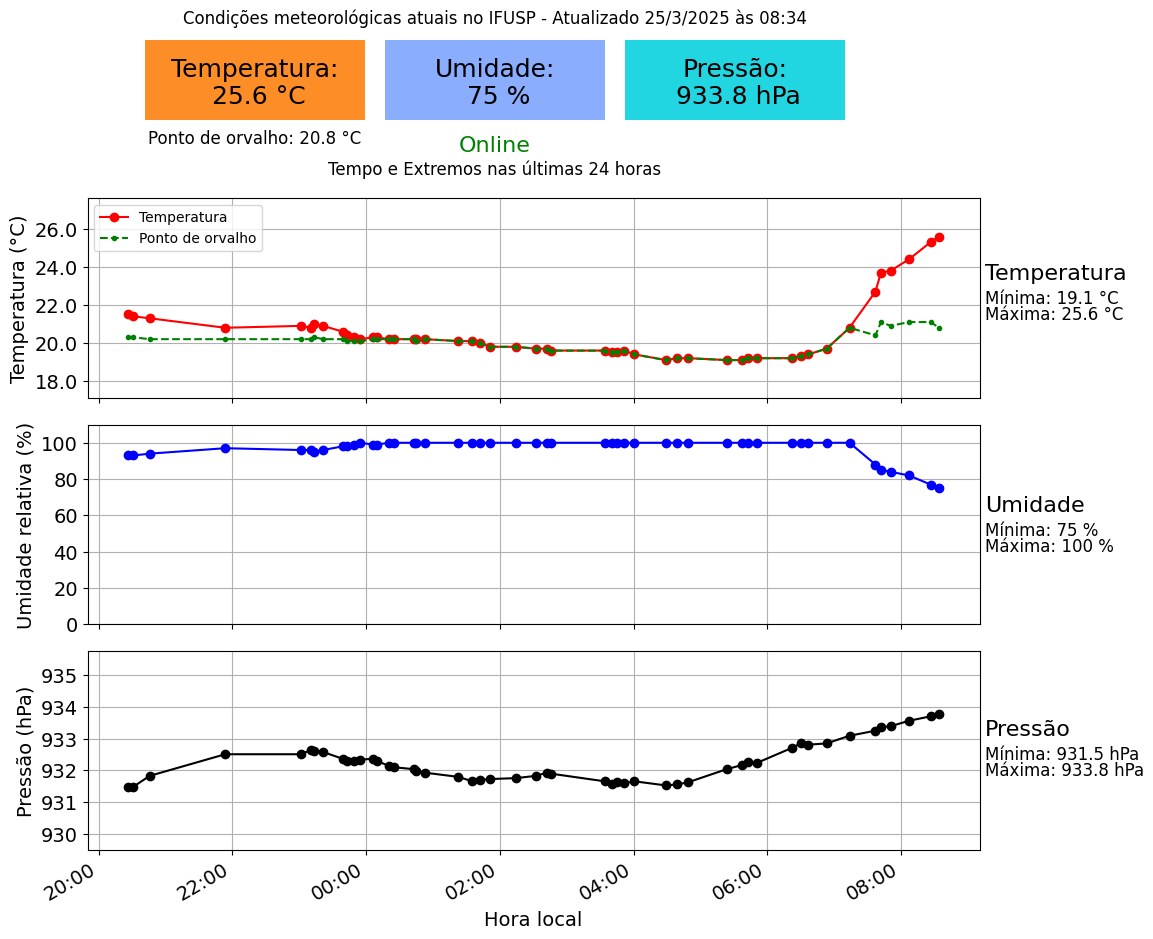 Condições meteorológicas atuais no IFUSP - Atualizado 25/3/2025 às 08:34
Temperatura:
25.6 °C
Umidade:
75 %
Pressão:
933.8 hPa
Ponto de orvalho: 20.8 °C
Online
Tempo e Extremos nas últimas 24 horas
Temperatura (°C)
26.0
24.0
22.0
20.0
18.0
Temperatura
Ponto de orvalho
Temperatura
Mínima: 19.1 °C
Máxima: 25.6 °C
Umidade relativa (%)
100
80
60
40
20
0
Umidade
Mínima: 75 %
Máxima: 100 %
Pressão (hPa)
935
934
933
932
931
930
Pressão
Mínima: 931.5 hPa
Máxima: 933.8 hPa
20:00
22:00
00:00
02:00
04:00
06:00
08:00
Hora local